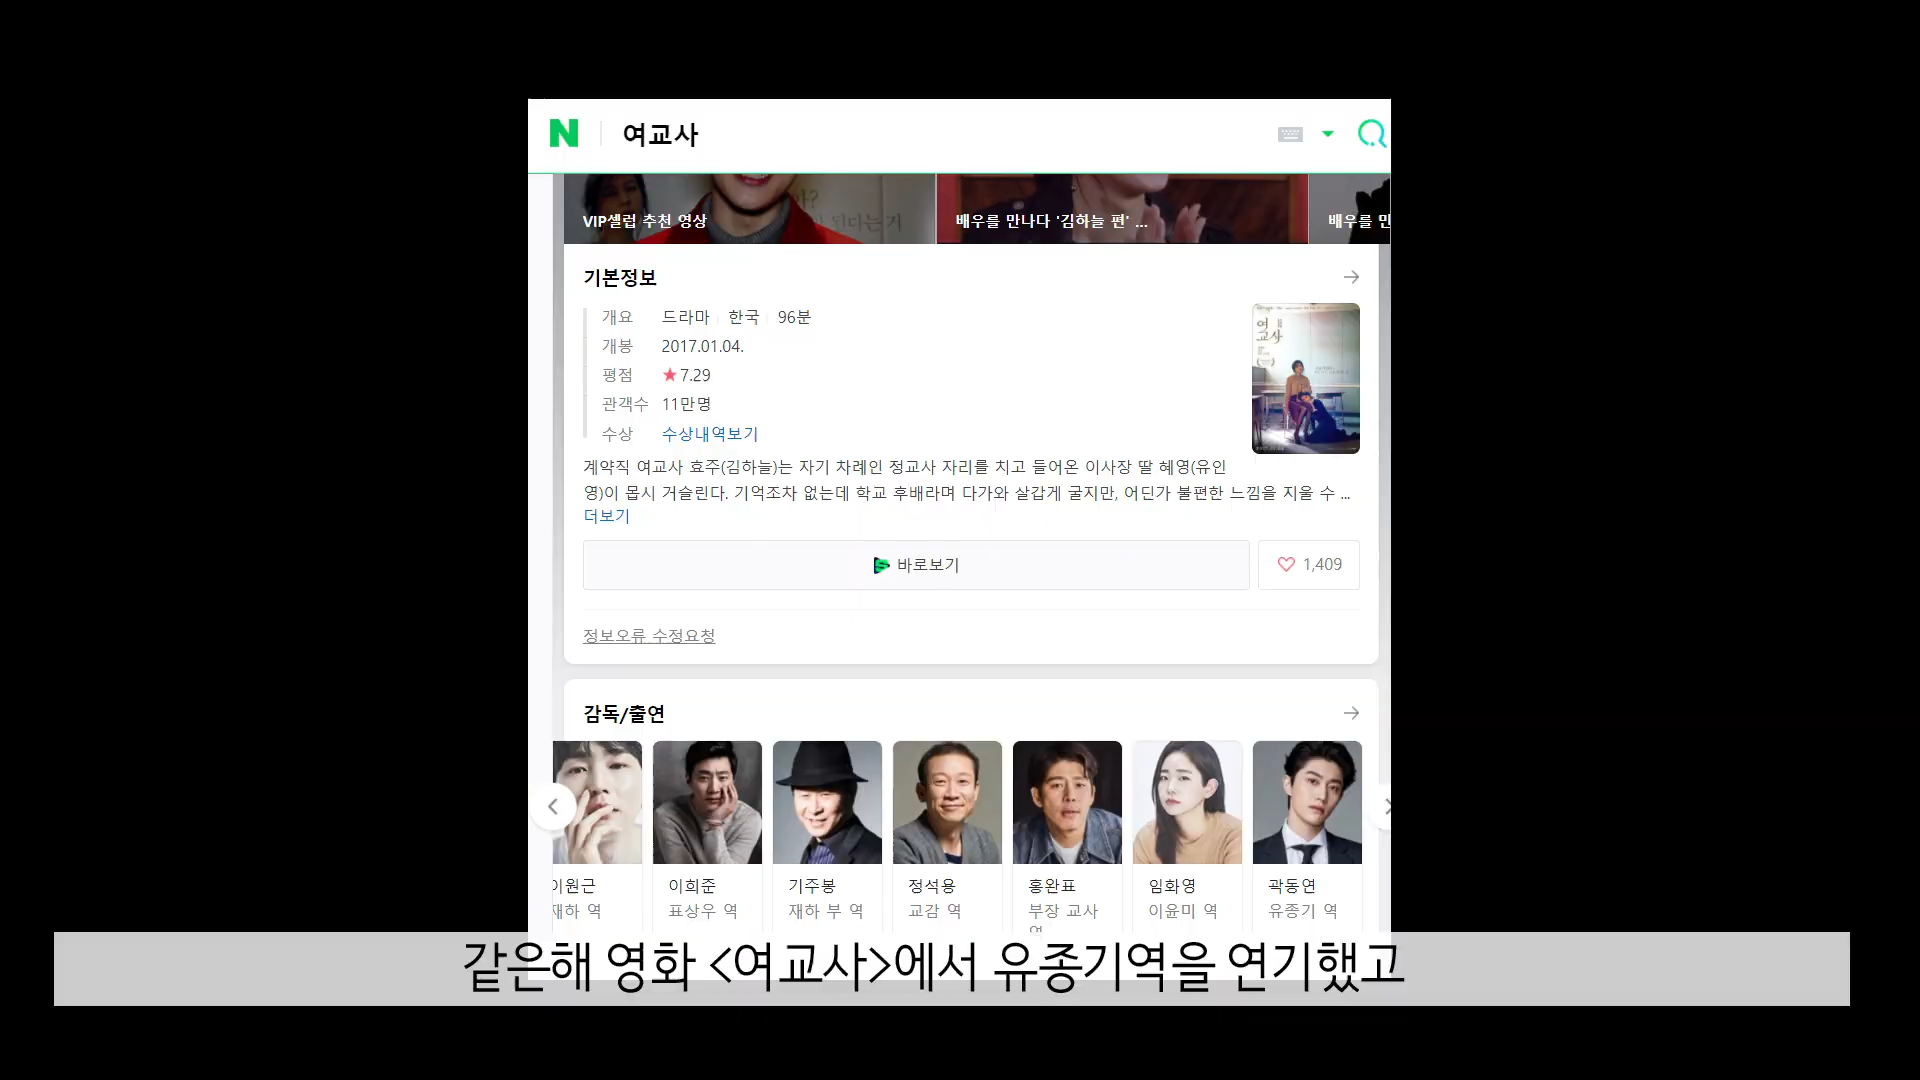 N
여교사
VIP셀럽 추천 영상
배우를 만나다 '김하늘 편' ...
배우를 만
기본정보
개요 드라마 한국 96분
개봉 2017.01.04.
평점 ★7.29
관객수 11만명
수상 수상내역보기
여교사
계약직 여교사 효주(김하늘)는 자기 차례인 정교사 자리를 치고 들어온 이사장 딸 혜영(유인
영)이 몹시 거슬린다. 기억조차 없는데 학교 후배라며 다가와 살갑게 굴지만, 어딘가 불편한 느낌을 지울 수 ...
더보기
바로보기
1,409
정보오류 수정요청
감독/출연
이원근
재하 역
이희준
표상우 역
기주봉
재하 부 역
정석용
교감 역
홍완표
부장 교사
역
임화영
이윤미 역
곽동연
유종기 역
같은해 영화 <여교사>에서 유종기역을 연기했고